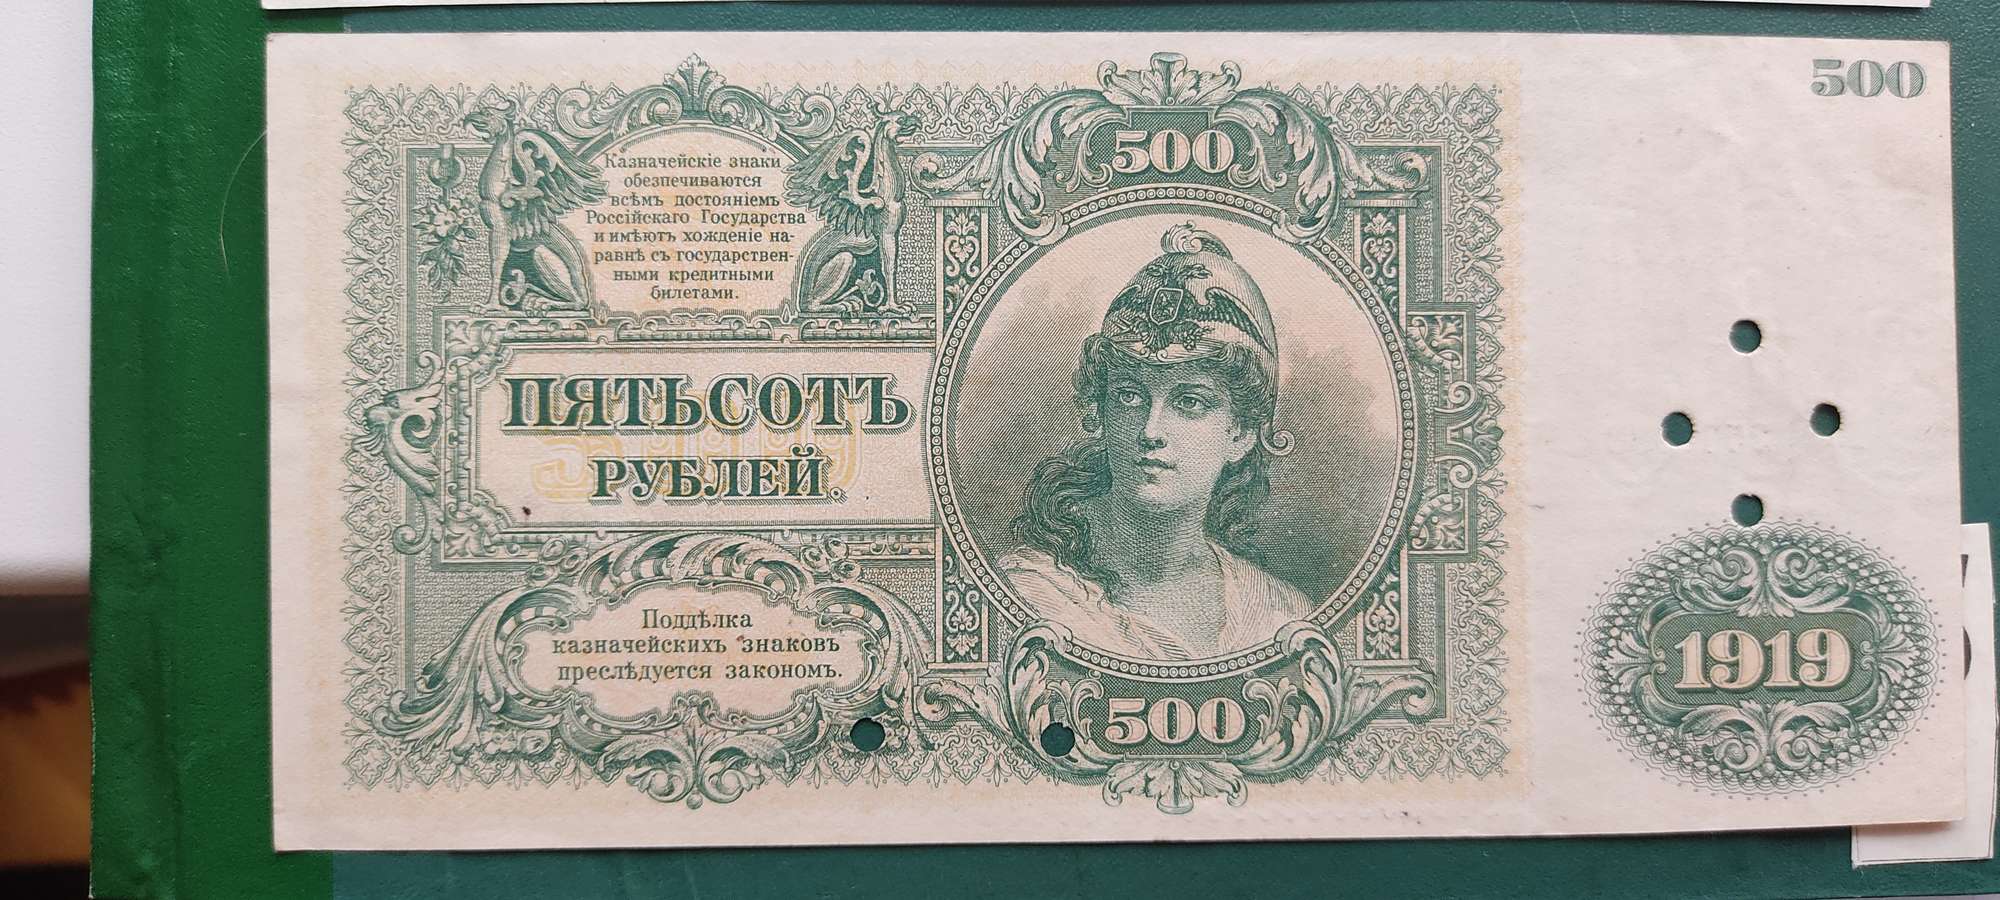 500
500
Казначейскіе знаки
обезпечиваются
всѣмъ достояніемъ
Россійскаго Государства
и имѣютъ хожденіе на-
равнѣ съ государствен-
ными кредитными
билетами.
ПЯТЬСОТЪ
РУБЛЕЙ.
500
Поддѣлка
казначейскихъ знаковъ
преслѣдуется закономъ.
500
1919